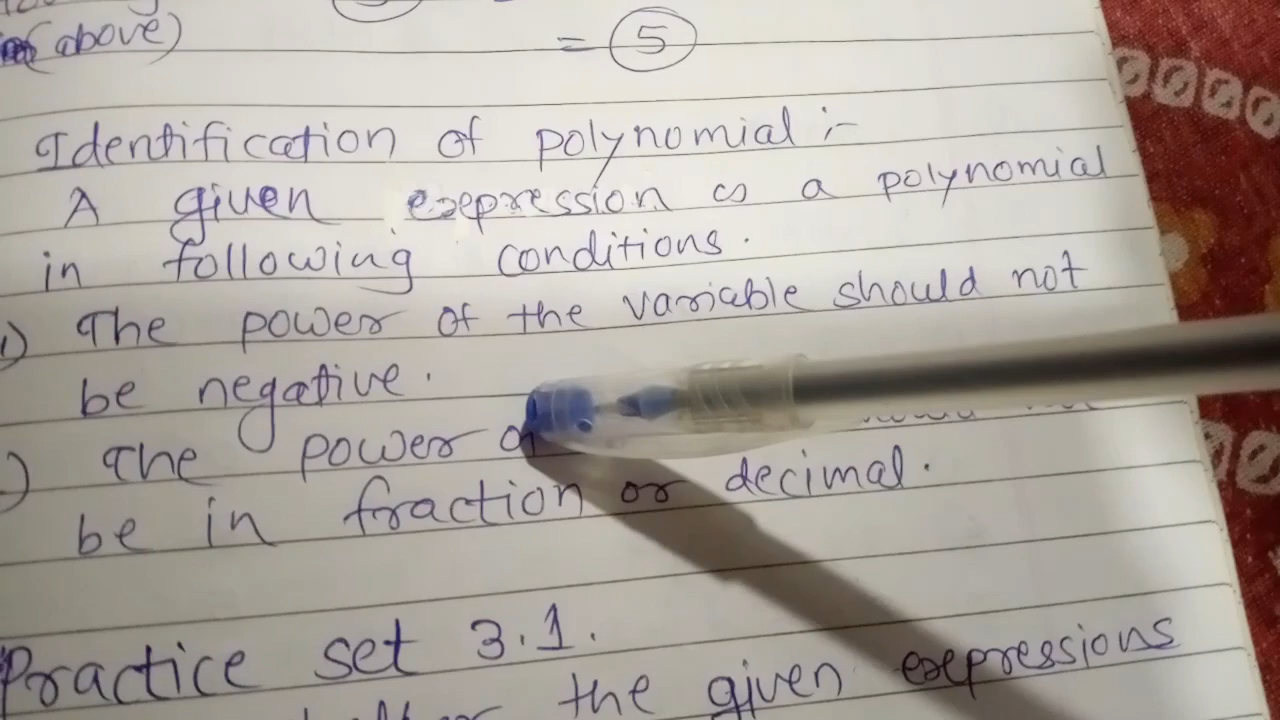 (above)
= 5
Identification of polynomial :-
A given expression is a polynomial
in following conditions.
1) The power of the variable should not
be negative.
) The power
be in fraction or decimal.
Practice set 3.1.
the given expressions